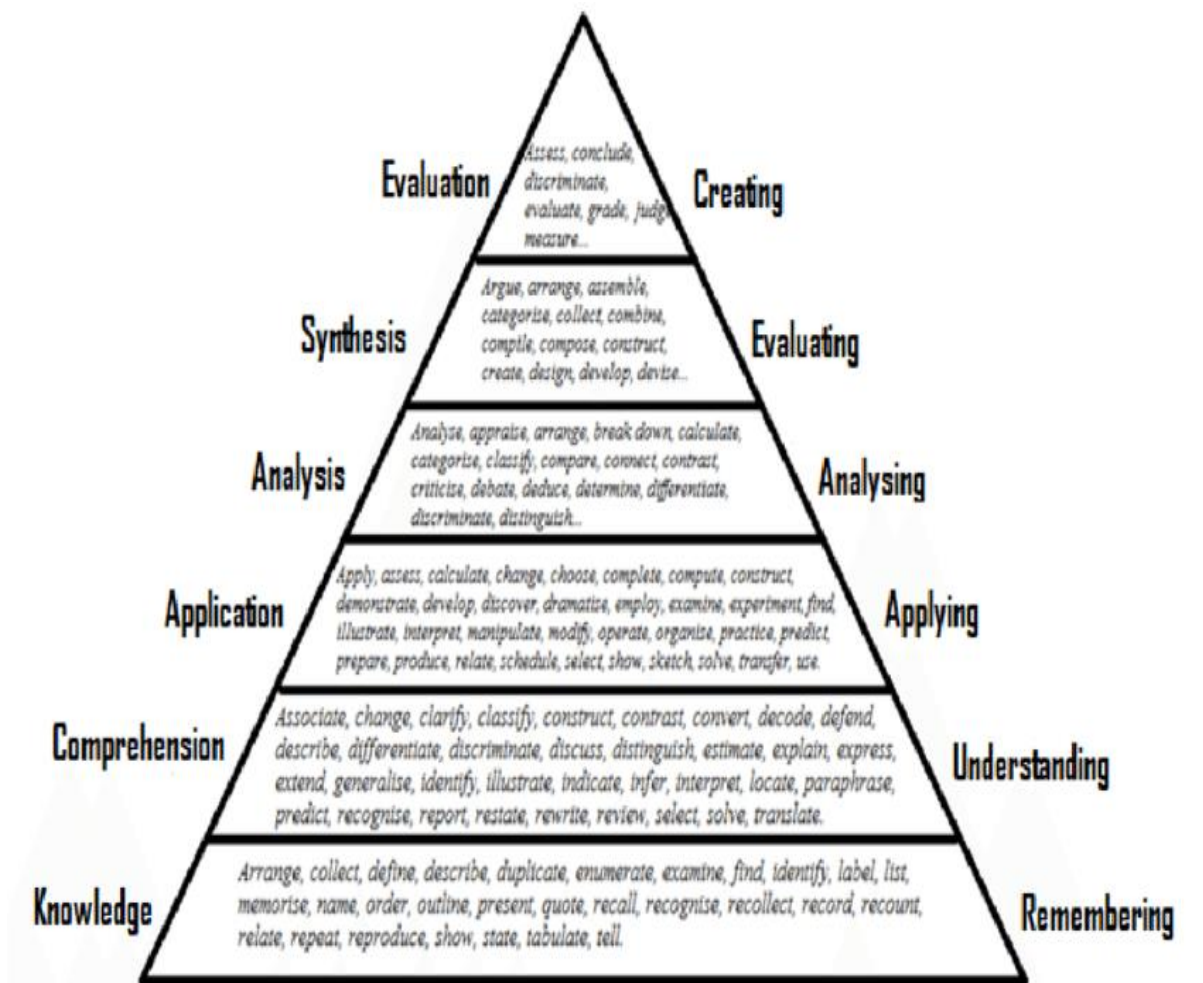 Evaluation
Assess, conclude,
discriminate,
evaluate, grade, judge
measure...
Creating
Synthesis
Argue, arrange, assemble,
categorise, collect, combine,
compile, compose, construct,
create, design, develop, devise...
Evaluating
Analysis
Analyse, appraise, arrange, break down, calculate,
categorise, classify, compare, connect, contrast,
criticise, debate, deduce, determine, differentiate,
discriminate, distinguish...
Analysing
Application
Apply, assess, calculate, change, choose, complete, compute, construct,
demonstrate, develop, discover, dramatise, employ, examine, experiment, find,
illustrate, interpret, manipulate, modify, operate, organise, practice, predict,
prepare, produce, relate, schedule, select, show, sketch, solve, transfer, use.
Applying
Comprehension
Associate, change, clarify, classify, construct, contrast, convert, decode, defend,
describe, differentiate, discriminate, discuss, distinguish, estimate, explain, express,
extend, generalise, identify, illustrate, indicate, infer, interpret, locate, paraphrase,
predict, recognise, report, restate, rewrite, review, select, solve, translate.
Understanding
Knowledge
Arrange, collect, define, describe, duplicate, enumerate, examine, find, identify, label, list,
memorise, name, order, outline, present, quote, recall, recognise, recollect, record, recount,
relate, repeat, reproduce, show, state, tabulate, tell.
Remembering